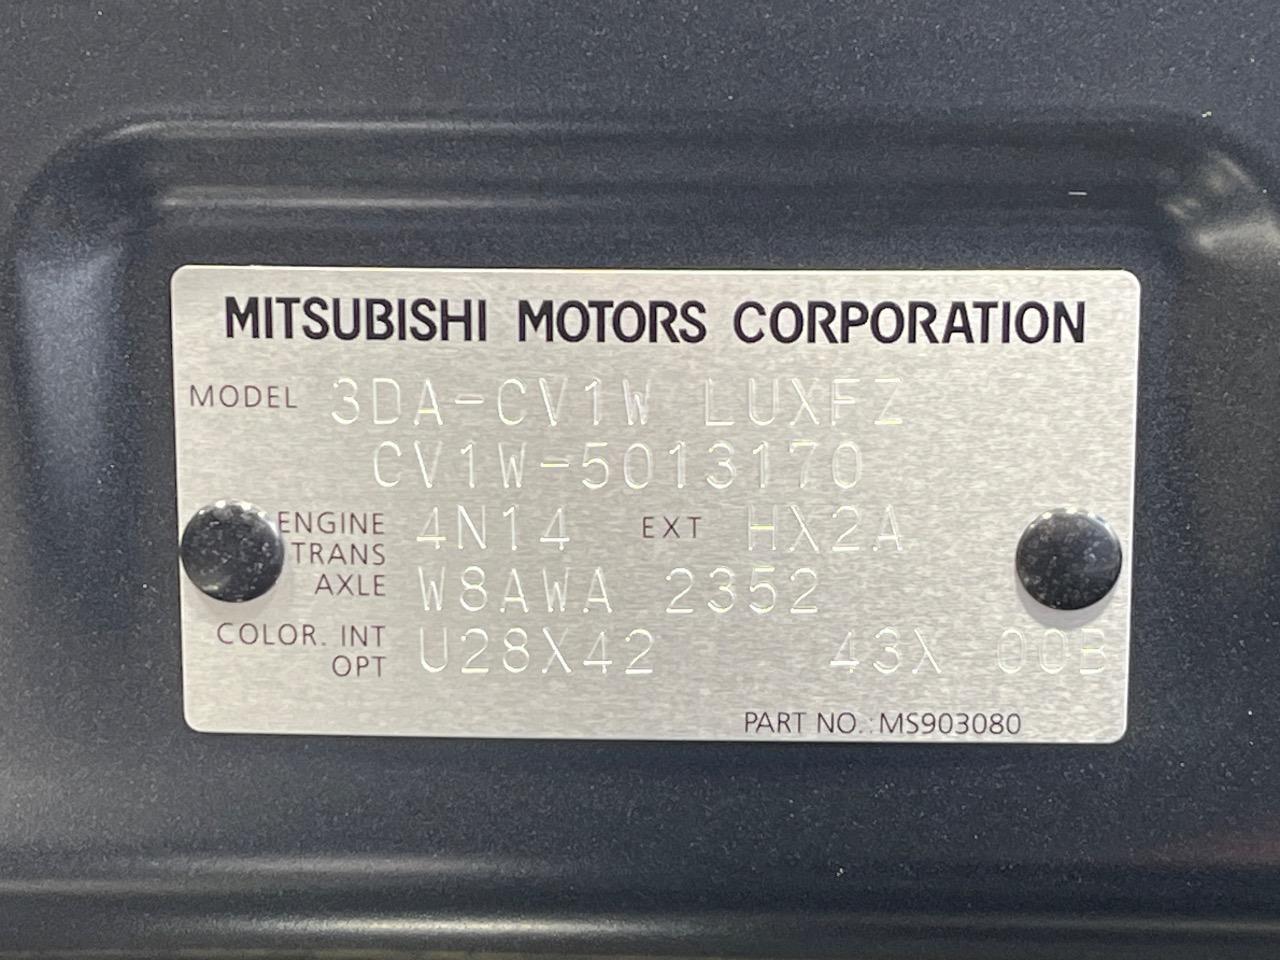 MITSUBISHI MOTORS CORPORATION
MODEL 3DA-CV1W LUXFZ
CV1W-5013170
ENGINE 4N14 EXT HX2A
TRANS
AXLE W8AWA 2352
COLOR. INT
OPT U28X42 43X 00B
PART NO.:MS903080